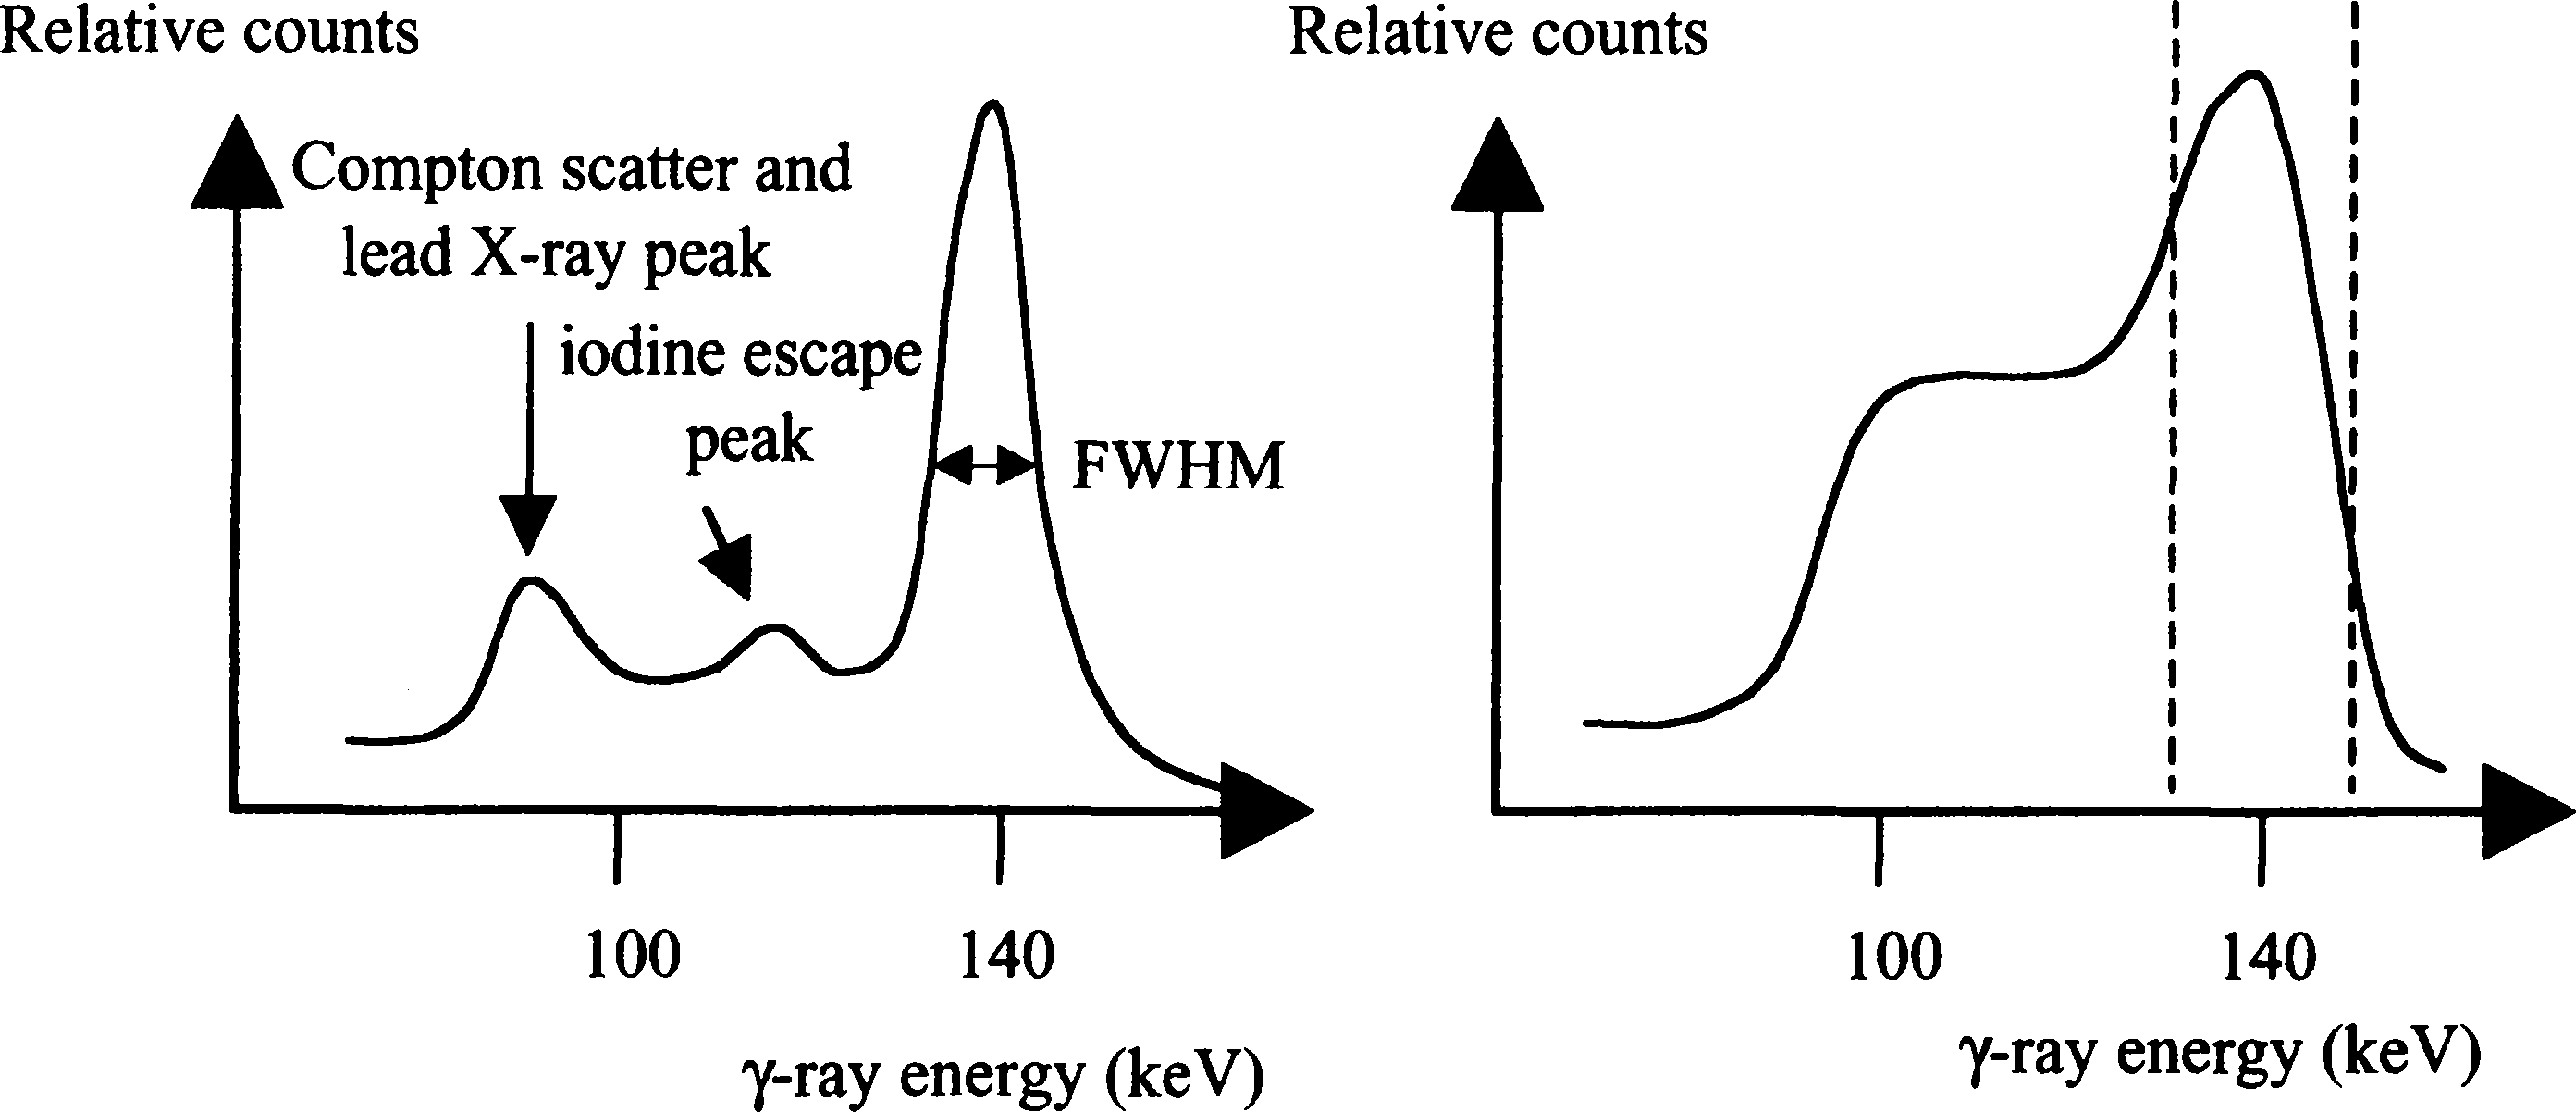 Relative counts
Compton scatter and
lead X-ray peak
iodine escape
peak
FWHM
100
140
γ-ray energy (keV)
Relative counts
100
140
γ-ray energy (keV)